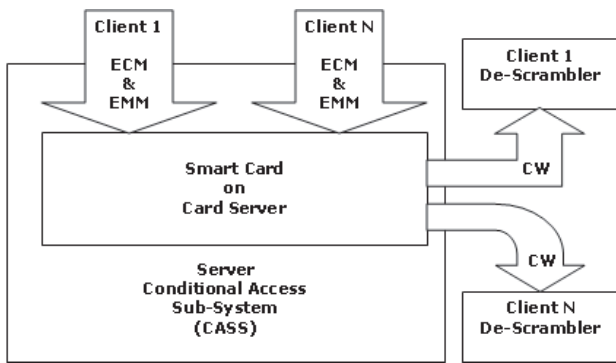 Client 1
ECM
&
EMM
Client N
ECM
&
EMM
Client 1
De-Scrambler
CW
Smart Card
on
Card Server
CW
Server
Conditional Access
Sub-System
(CASS)
Client N
De-Scrambler